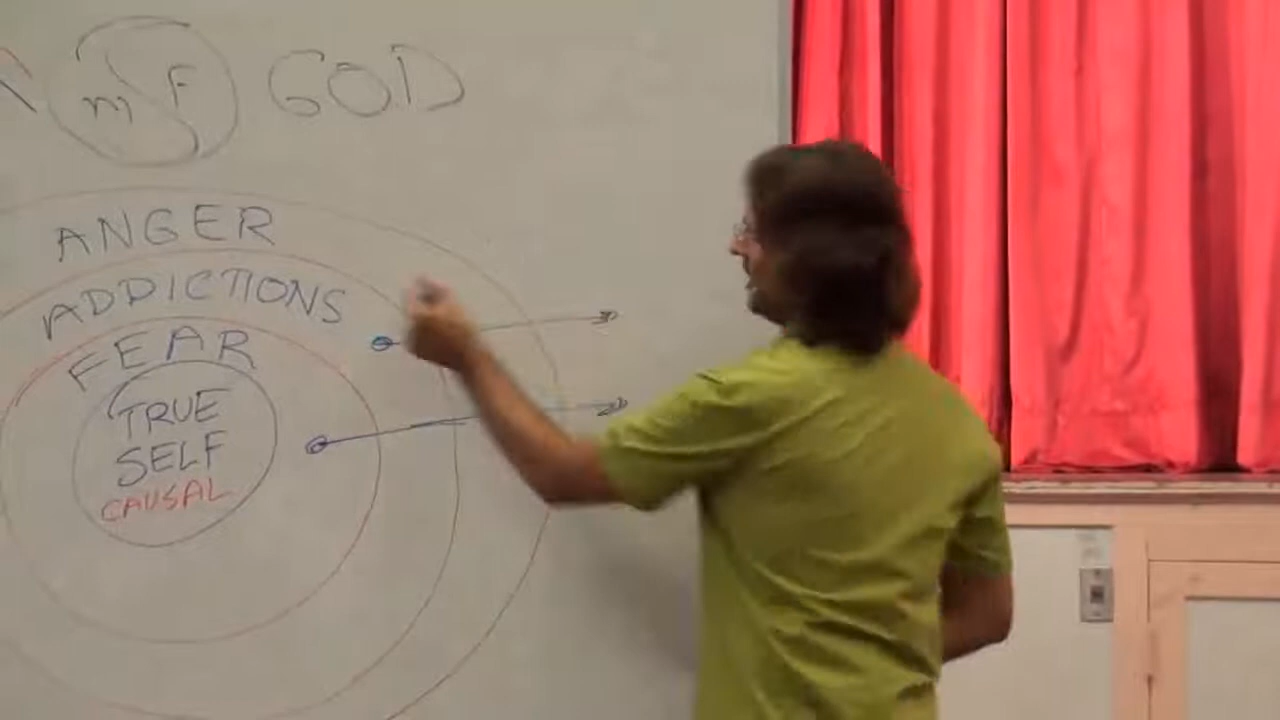 m F GOD
ANGER
ADDICTIONS
FEAR
TRUE
SELF
CAUSAL